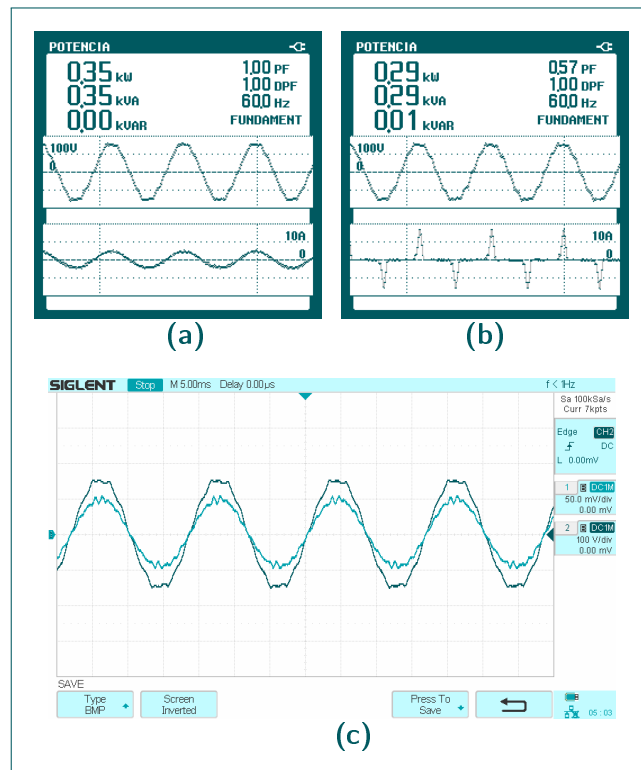 POTENCIA
0.35 kW
0.35 kVA
0.00 kVAR
1.00 PF
1.00 DPF
60.0 Hz
FUNDAMENT
100V
0
10A
0
(a)
POTENCIA
0.29 kW
0.29 kVA
0.01 kVAR
0.57 PF
1.00 DPF
60.0 Hz
FUNDAMENT
100V
0
10A
0
(b)
SIGLENT Stop M 5.00ms Delay 0.00µs f < 1Hz
Sa 100kSa/s
Curr 7kpts
Edge CH2
DC
L 0.00mV
1 B DC1M
50.0 mV/div
0.00 mV
2 B DC1M
100 V/div
0.00 mV
SAVE
Type
BMP
Screen
Inverted
Press To
Save
05 : 03
(c)